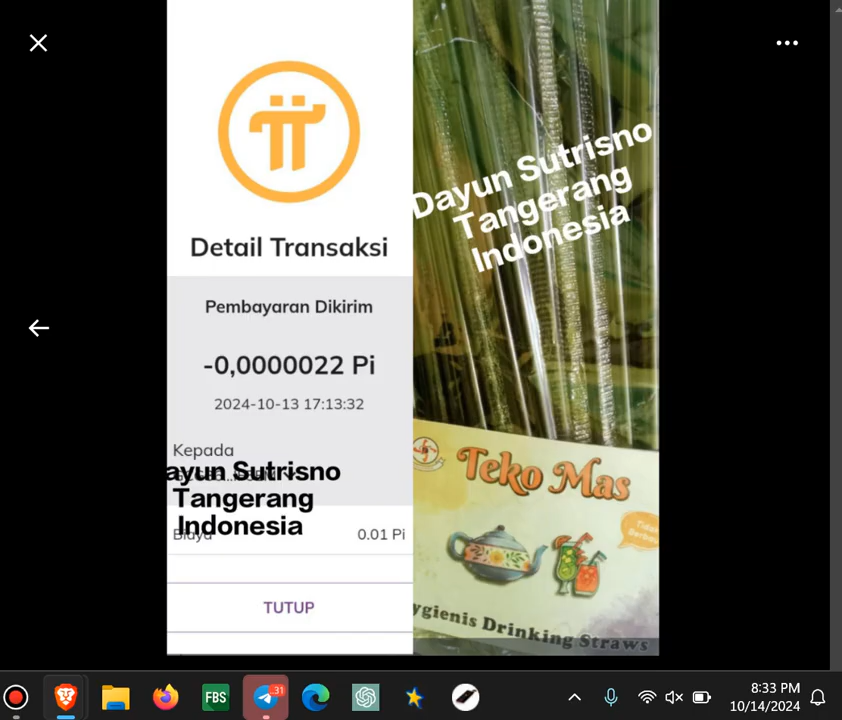 Detail Transaksi
Pembayaran Dikirim
-0,0000022 Pi
2024-10-13 17:13:32
Kepada
ayun Sutrisno
Tangerang
Indonesia
Biaya
0.01 Pi
TUTUP
Dayun Sutrisno
Tangerang
Indonesia
Teko Mas
Tidak
ygienis Drinking Straws
FBS
31
8:33 PM
10/14/2024